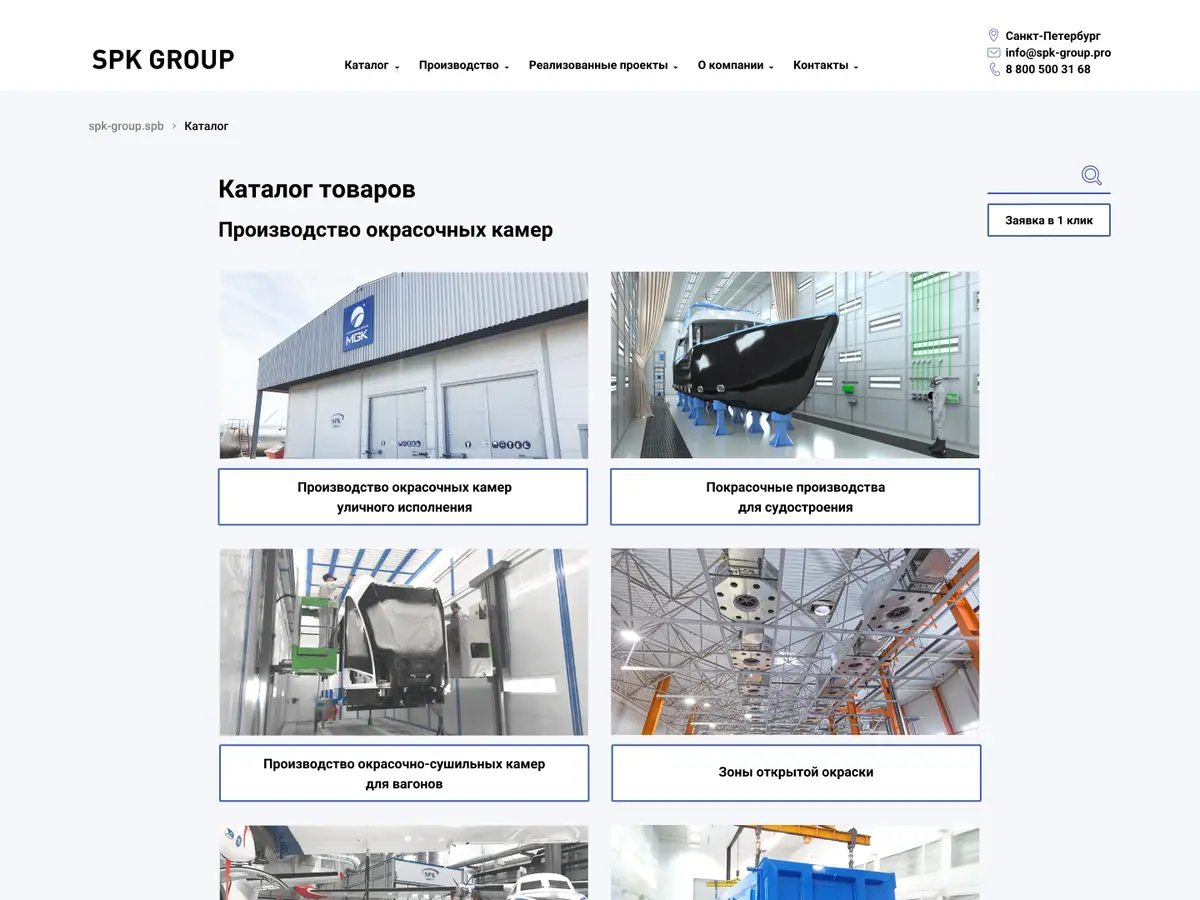 SPK GROUP
Каталог
Производство
Реализованные проекты
О компании
Контакты
Санкт-Петербург
info@spk-group.pro
8 800 500 31 68
spk-group.spb > Каталог
Каталог товаров
Производство окрасочных камер
Заявка в 1 клик
MGK
SPK
Производство окрасочных камер
уличного исполнения
Покрасочные производства
для судостроения
Производство окрасочно-сушильных камер
для вагонов
Зоны открытой окраски
SPK